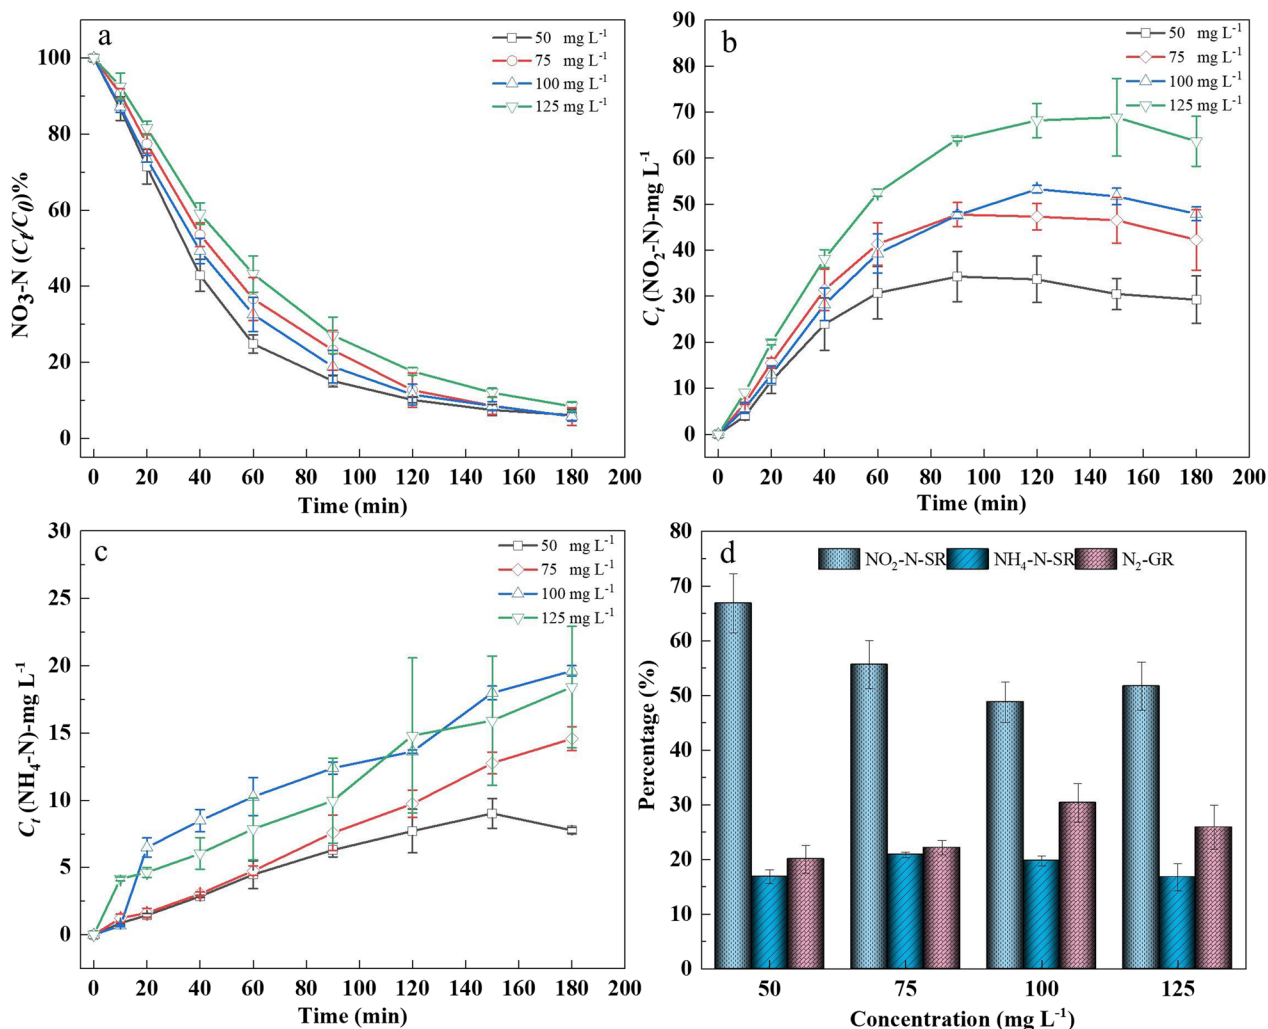 a
50 mg L-1
75 mg L-1
100 mg L-1
125 mg L-1
NO3-N (Ct/C0)%
100
80
60
40
20
0
0 20 40 60 80 100 120 140 160 180 200
Time (min)
b
50 mg L-1
75 mg L-1
100 mg L-1
125 mg L-1
Ct (NO2-N)-mg L-1
90
80
70
60
50
40
30
20
10
0
0 20 40 60 80 100 120 140 160 180 200
Time (min)
c
50 mg L-1
75 mg L-1
100 mg L-1
125 mg L-1
Ct (NH4-N)-mg L-1
30
25
20
15
10
5
0
0 20 40 60 80 100 120 140 160 180 200
Time (min)
d
NO2-N-SR NH4-N-SR N2-GR
Percentage (%)
80
70
60
50
40
30
20
10
0
50 75 100 125
Concentration (mg L-1)